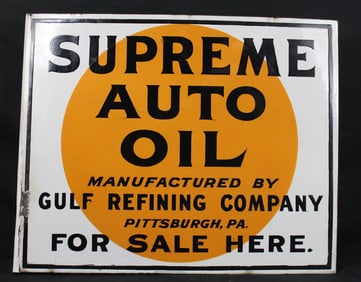 SUPREME
AUTO
OIL
MANUFACTURED BY
GULF REFINING COMPANY
PITTSBURGH, PA.
FOR SALE HERE.